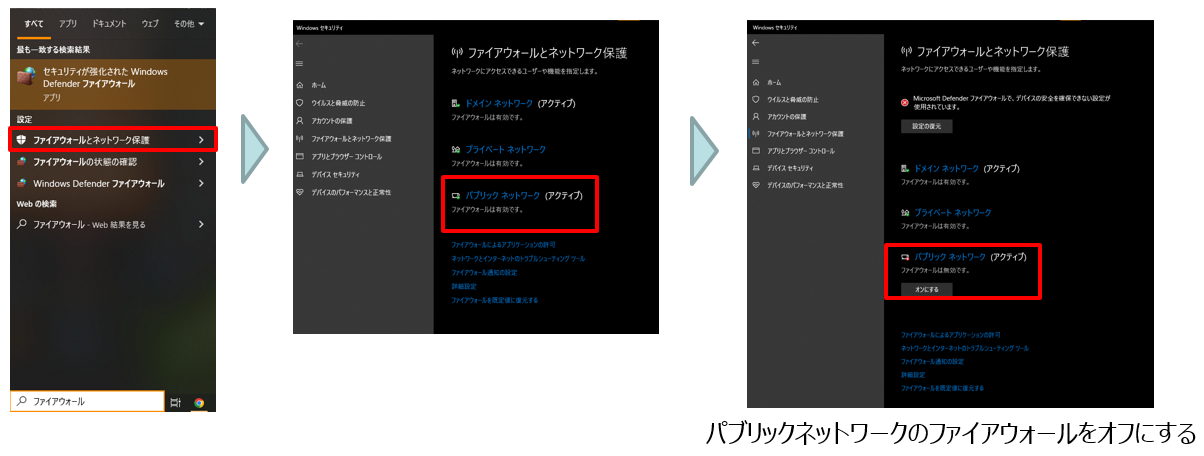 すべて アプリ ドキュメント ウェブ その他
最も一致する検索結果
セキュリティが強化された Windows
Defender ファイアウォール
アプリ
設定
ファイアウォールとネットワーク保護
ファイアウォールの状態の確認
Windows Defender ファイアウォール
Web の検索
ファイアウォール - Web 結果を見る
ファイアウォール
Windows セキュリティ
ホーム
ウイルスと脅威の防止
アカウントの保護
ファイアウォールとネットワーク保護
アプリとブラウザー コントロール
デバイス セキュリティ
デバイスのパフォーマンスと正常性
ファイアウォールとネットワーク保護
ネットワークにアクセスできるユーザーや機能を指定します。
ドメイン ネットワーク (アクティブ)
ファイアウォールは有効です。
プライベート ネットワーク
ファイアウォールは有効です。
パブリック ネットワーク (アクティブ)
ファイアウォールは有効です。
ファイアウォールによるアプリケーションの許可
ネットワークとインターネットのトラブルシューティング ツール
ファイアウォール通知の設定
詳細設定
ファイアウォールを既定値に復元する
Windows セキュリティ
ホーム
ウイルスと脅威の防止
アカウントの保護
ファイアウォールとネットワーク保護
アプリとブラウザー コントロール
デバイス セキュリティ
デバイスのパフォーマンスと正常性
ファイアウォールとネットワーク保護
ネットワークにアクセスできるユーザーや機能を指定します。
Microsoft Defender ファイアウォールで、デバイスの安全を確保できない設定が
使用されています。
設定の復元
ドメイン ネットワーク (アクティブ)
ファイアウォールは有効です。
プライベート ネットワーク
ファイアウォールは有効です。
パブリック ネットワーク (アクティブ)
ファイアウォールは無効です。
オンにする
ファイアウォールによるアプリケーションの許可
ネットワークとインターネットのトラブルシューティング ツール
ファイアウォール通知の設定
詳細設定
ファイアウォールを既定値に復元する
パブリックネットワークのファイアウォールをオフにする